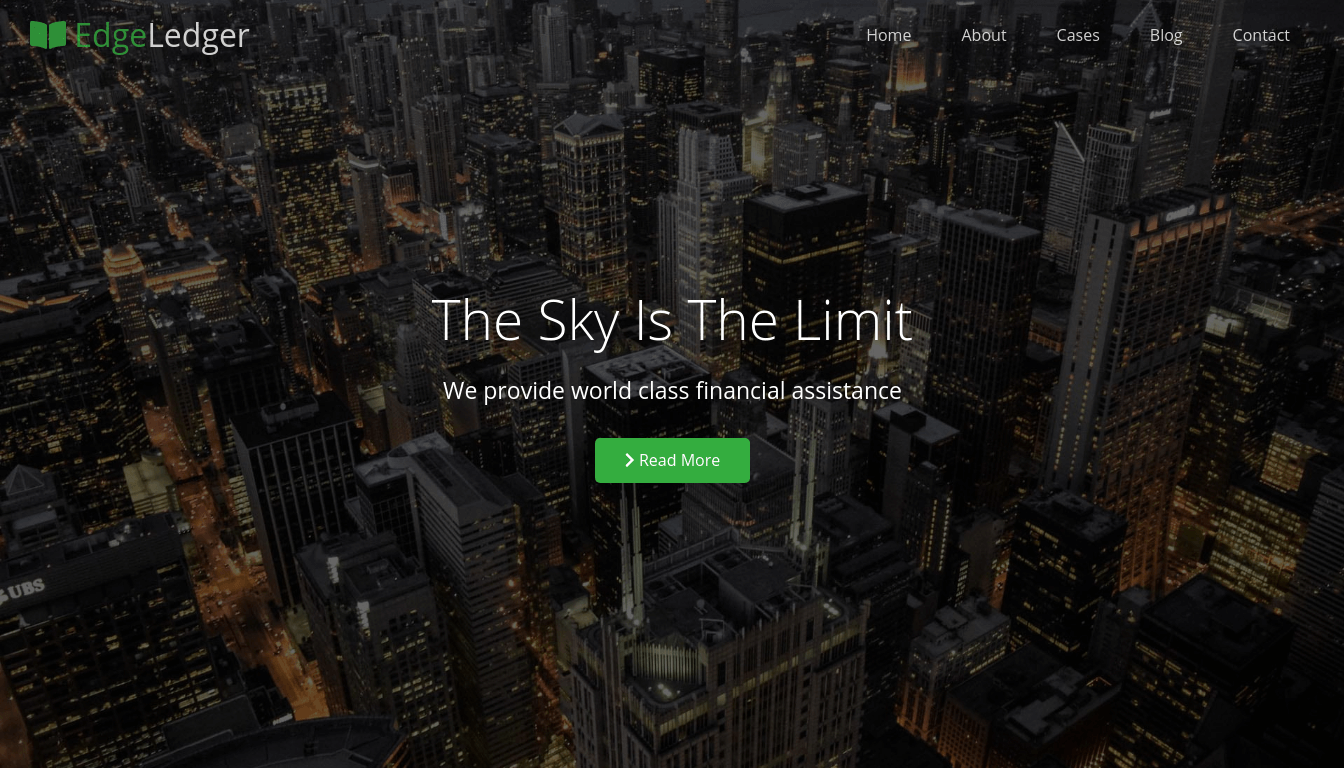 EdgeLedger
Home
About
Cases
Blog
Contact
The Sky Is The Limit
We provide world class financial assistance
Read More
UBS